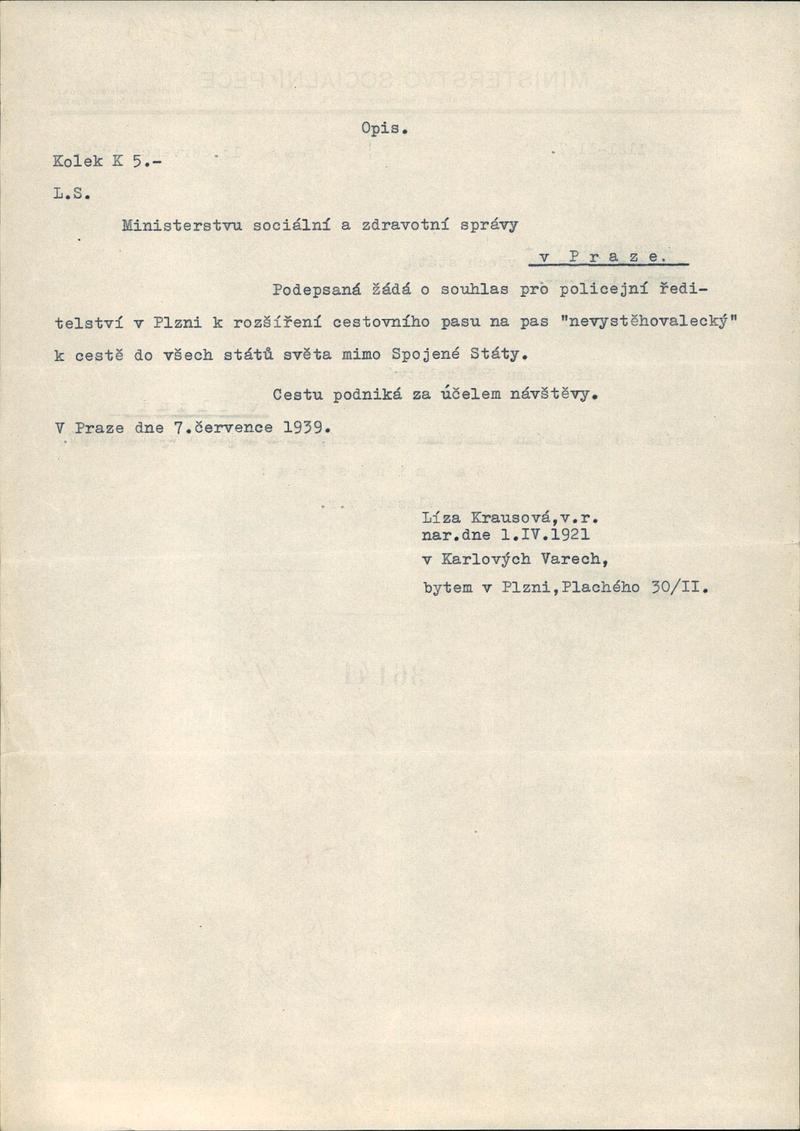 Opis.
Kolek K 5.-
L.S.
Ministerstvu sociální a zdravotní správy
v Praze.
Podepsaná žádá o souhlas pro policejní ředi-
telství v Plzni k rozšíření cestovního pasu na pas "nevystěhovalecký"
k cestě do všech států světa mimo Spojené Státy.
Cestu podniká za účelem návštěvy.
V Praze dne 7.července 1939.
Líza Krausová,v.r.
nar.dne 1.IV.1921
v Karlových Varech,
bytem v Plzni,Plachého 30/II.